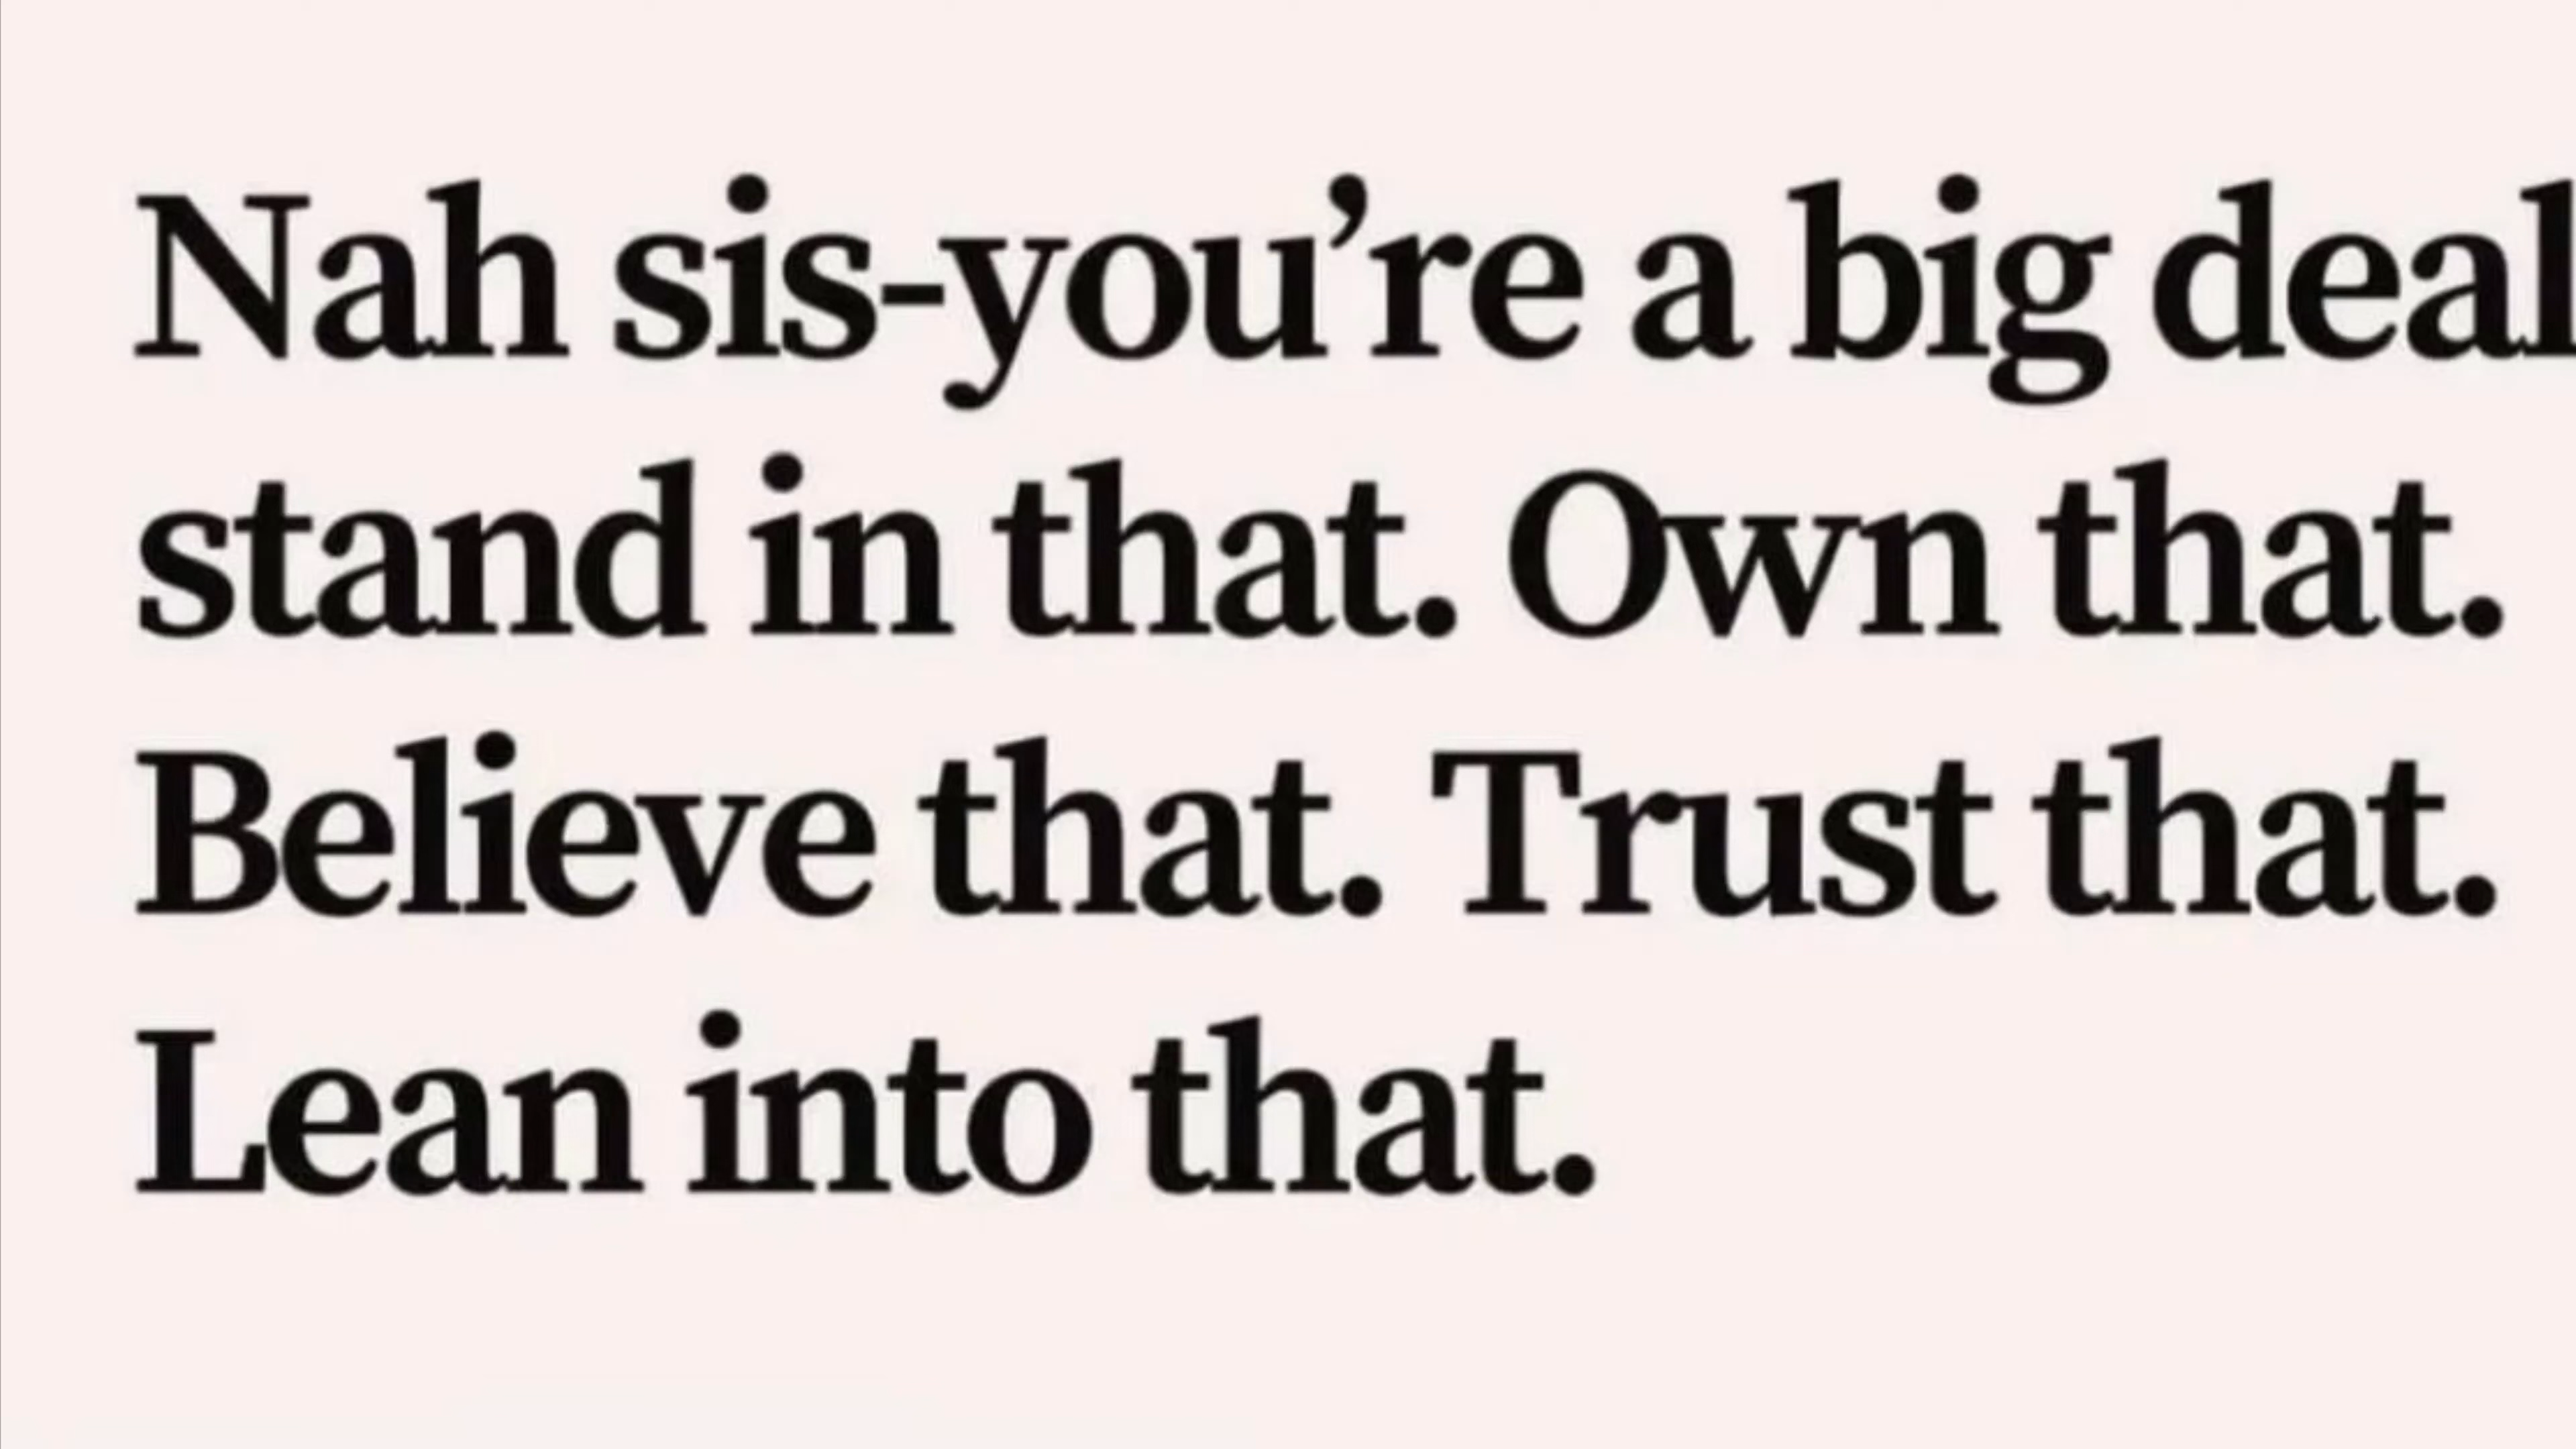 Nah sis-you’re a big deal
stand in that. Own that.
Believe that. Trust that.
Lean into that.